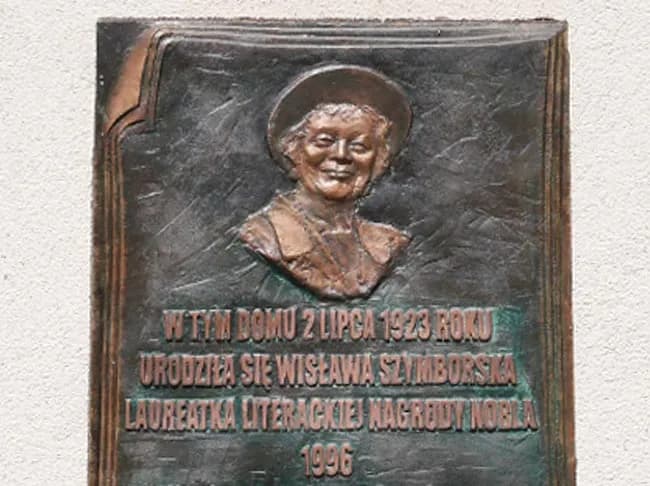 W TYM DOMU 2 LIPCA 1923 ROKU
URODZIŁA SIĘ WISŁAWA SZYMBORSKA
LAUREATKA LITERACKIEJ NAGRODY NOBLA
1996